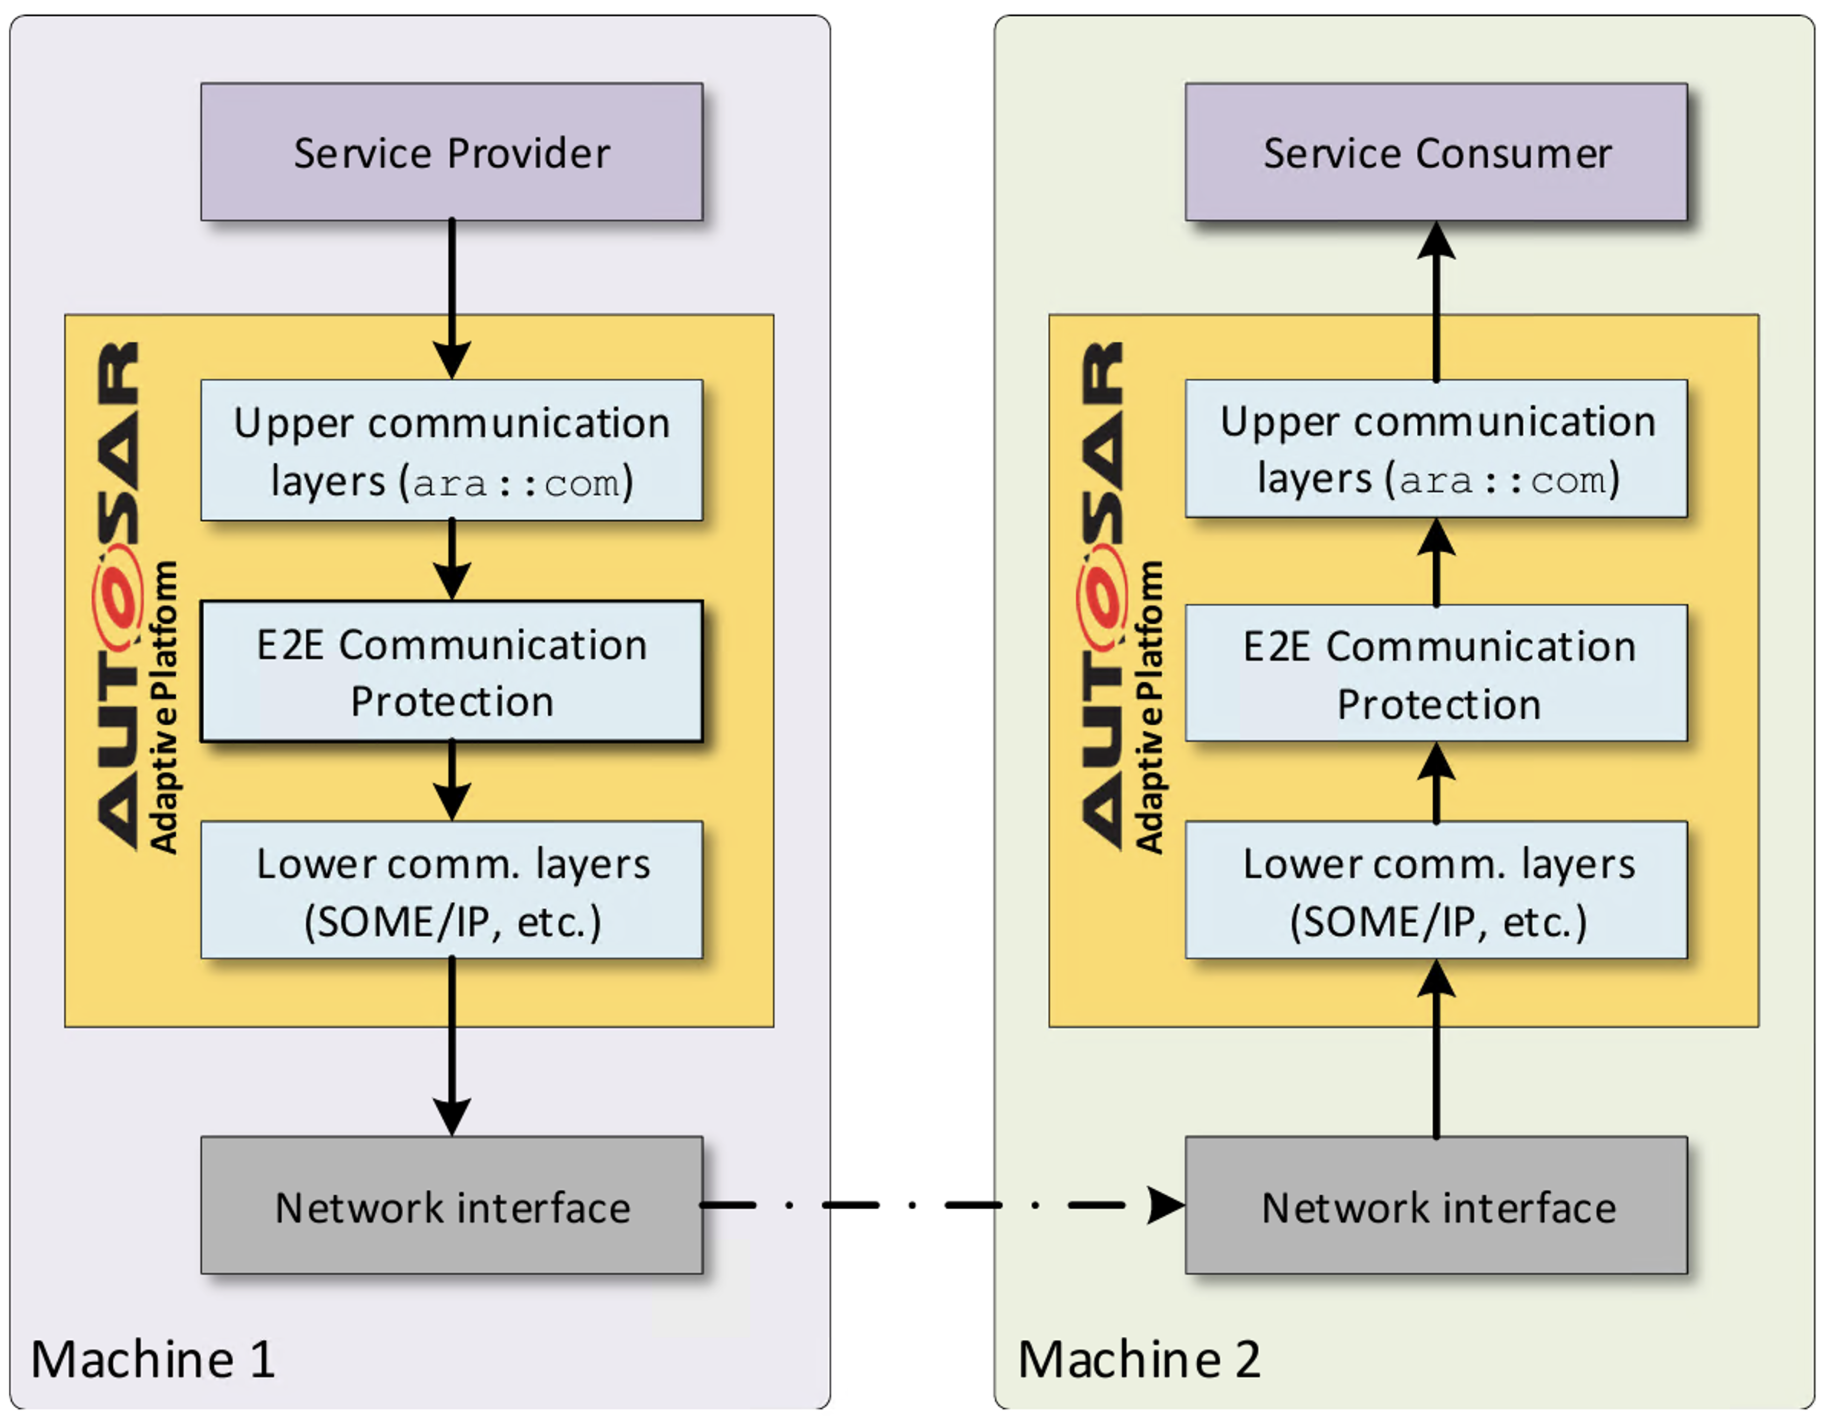 Service Provider
AUTOSAR
Adaptive Platform
Upper communication
layers (ara::com)
E2E Communication
Protection
Lower comm. layers
(SOME/IP, etc.)
Network interface
Machine 1
Service Consumer
AUTOSAR
Adaptive Platform
Upper communication
layers (ara::com)
E2E Communication
Protection
Lower comm. layers
(SOME/IP, etc.)
Network interface
Machine 2